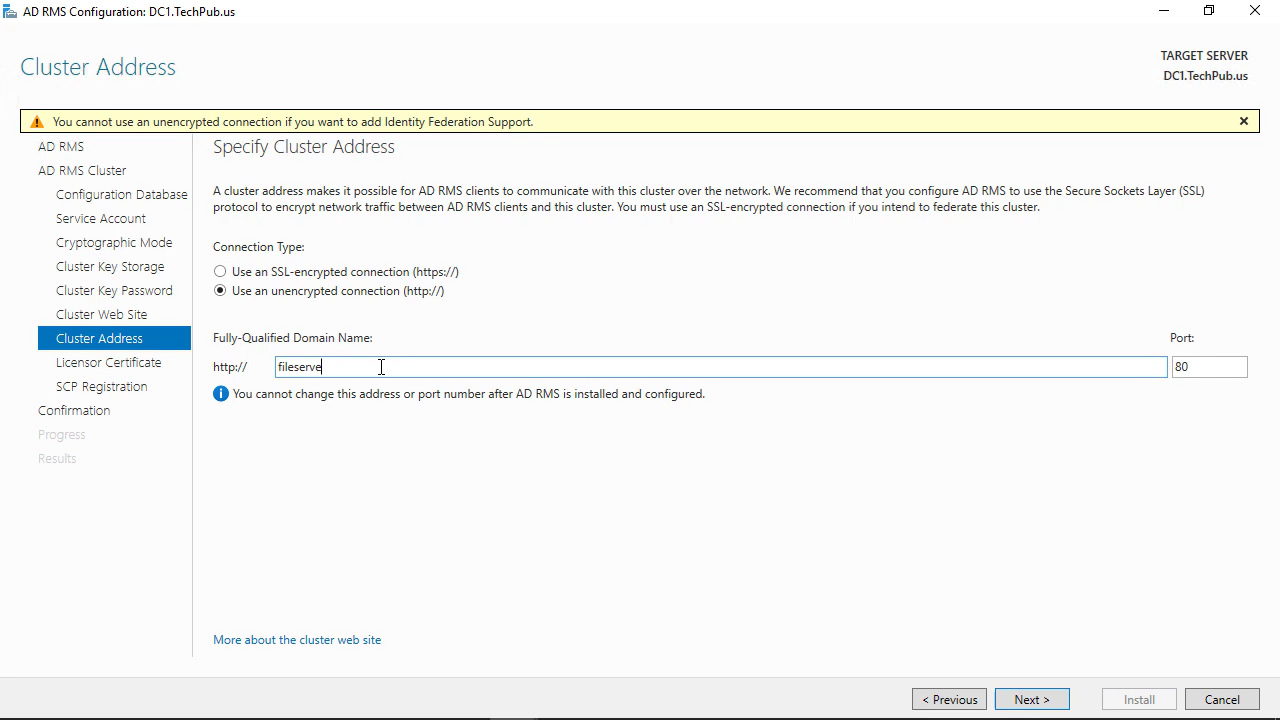 AD RMS Configuration: DC1.TechPub.us
Cluster Address
TARGET SERVER
DC1.TechPub.us
You cannot use an unencrypted connection if you want to add Identity Federation Support.
AD RMS
AD RMS Cluster
Configuration Database
Service Account
Cryptographic Mode
Cluster Key Storage
Cluster Key Password
Cluster Web Site
Cluster Address
Licensor Certificate
SCP Registration
Confirmation
Progress
Results
Specify Cluster Address
A cluster address makes it possible for AD RMS clients to communicate with this cluster over the network. We recommend that you configure AD RMS to use the Secure Sockets Layer (SSL)
protocol to encrypt network traffic between AD RMS clients and this cluster. You must use an SSL-encrypted connection if you intend to federate this cluster.
Connection Type:
Use an SSL-encrypted connection (https://)
Use an unencrypted connection (http://)
Fully-Qualified Domain Name: Port:
http:// fileserve 80
You cannot change this address or port number after AD RMS is installed and configured.
More about the cluster web site
< Previous Next > Install Cancel